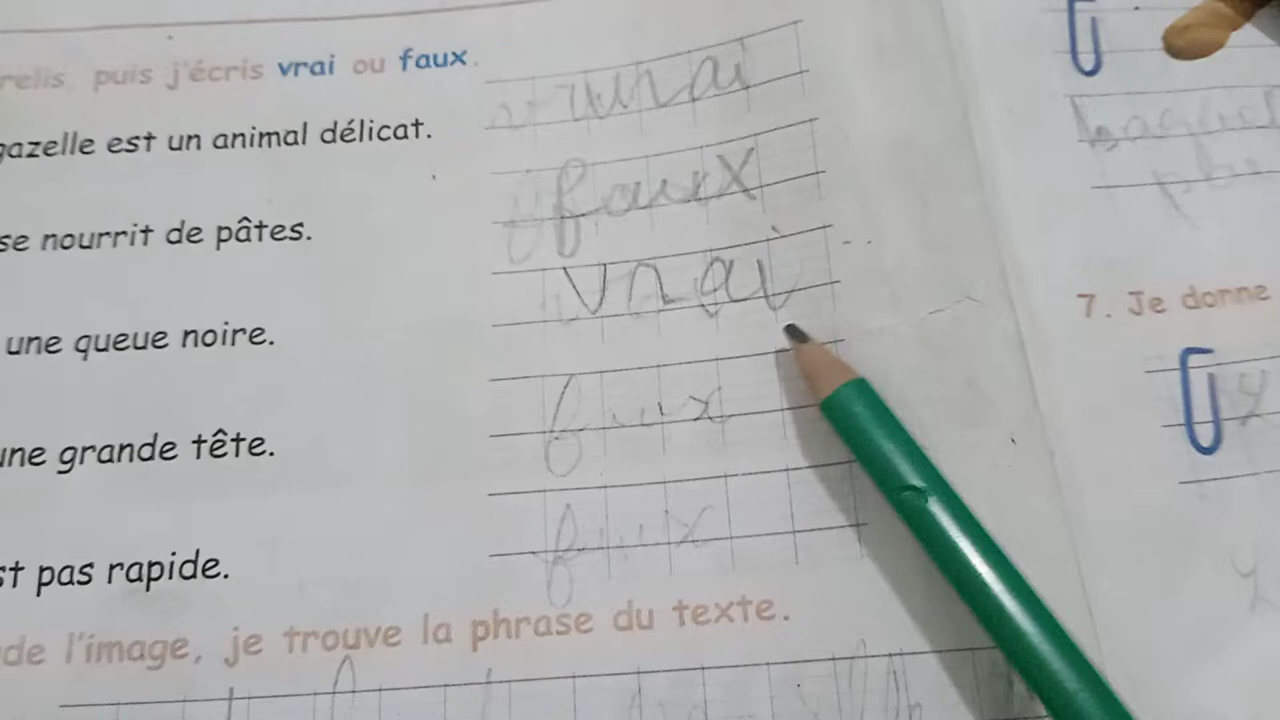 relis, puis j'écris vrai ou faux.
gazelle est un animal délicat. vrai
se nourrit de pâtes. faux
une queue noire. vrai
une grande tête. faux
st pas rapide. faux
de l'image, je trouve la phrase du texte.
7. Je donne